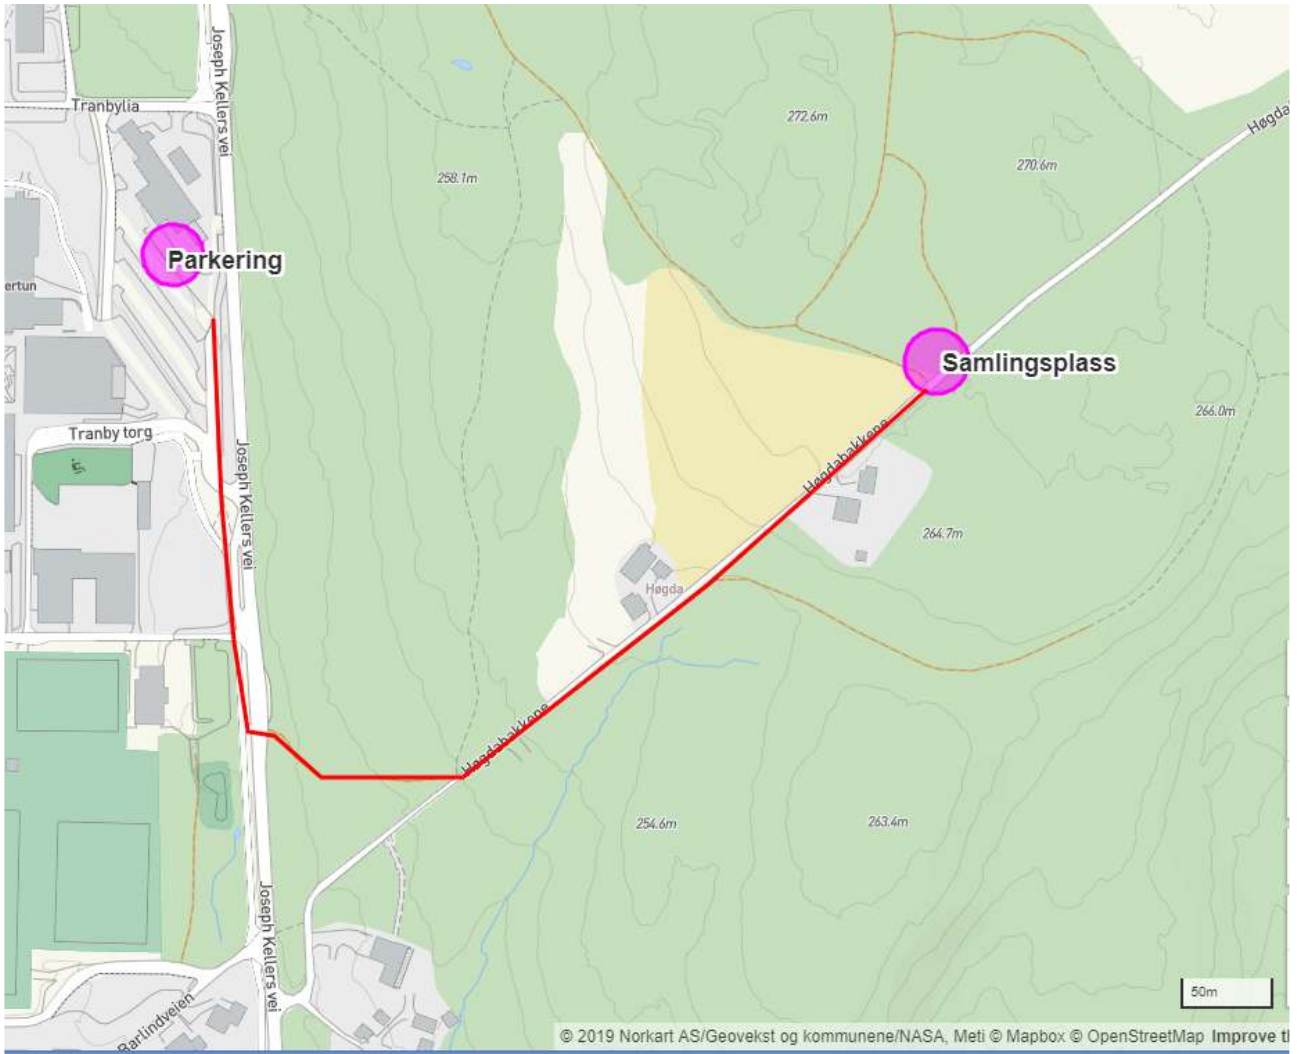 Joseph Kellers vei
Tranbylia
272.6m
Høgda
258.1m
270.6m
Parkering
ertun
Samlingsplass
266.0m
Tranby torg
Joseph Kellers vei
Høgdabakkene
264.7m
Høgda
Høgdabakkene
254.6m
263.4m
Joseph Kellers vei
Barlindveien
50m
© 2019 Norkart AS/Geovekst og kommunene/NASA, Meti © Mapbox © OpenStreetMap Improve th